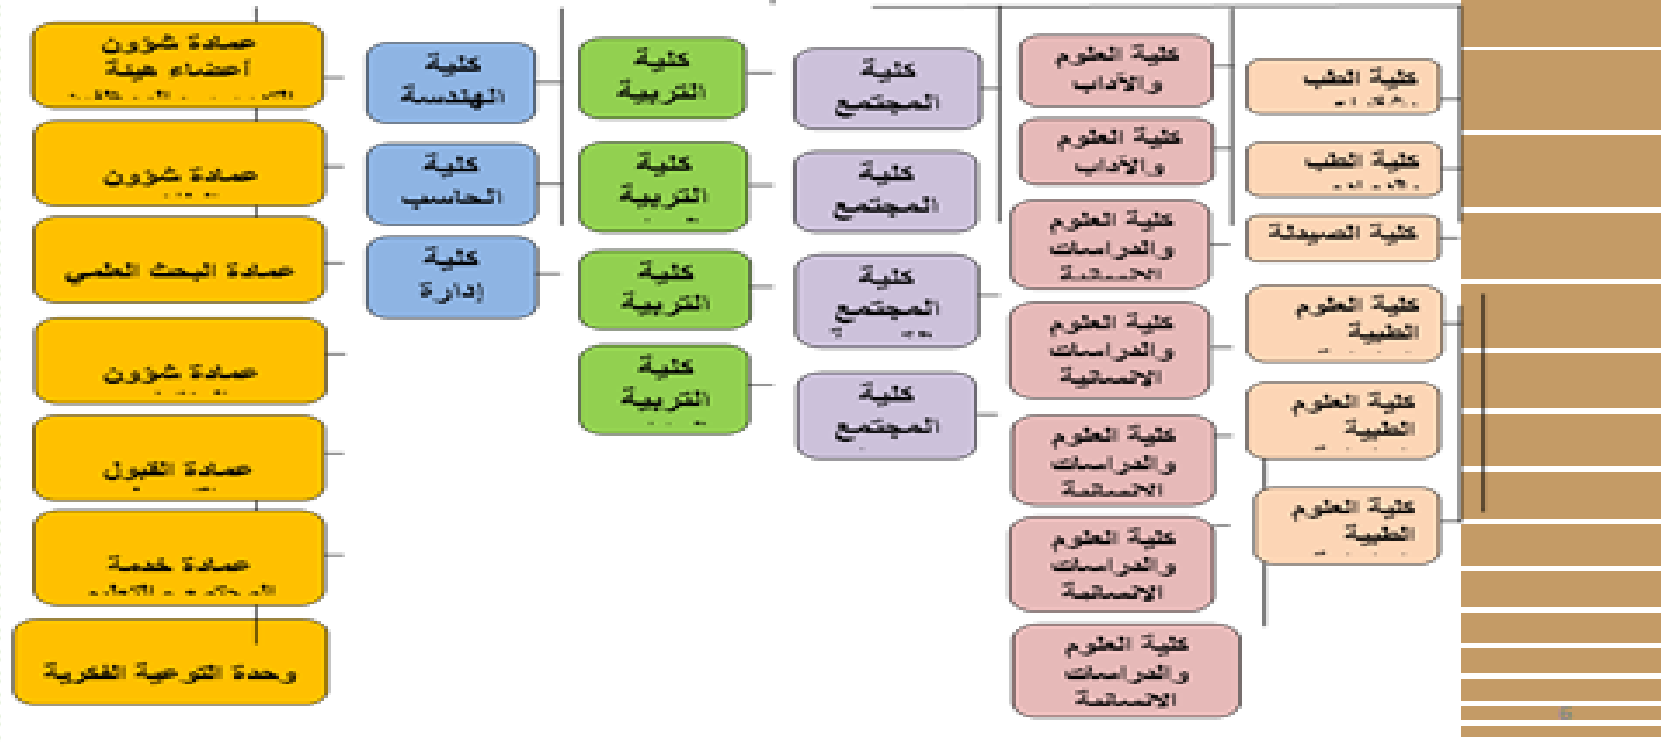 كلية الطب
كلية الطب
كلية الصيدلة
كلية العلوم
الطبية
كلية العلوم
الطبية
كلية العلوم
الطبية
كلية العلوم
والآداب
كلية العلوم
والآداب
كلية العلوم
والدراسات
الانسانية
كلية العلوم
والدراسات
الانسانية
كلية العلوم
والدراسات
الانسانية
كلية العلوم
والدراسات
الانسانية
كلية العلوم
والدراسات
الانسانية
كلية
المجتمع
كلية
المجتمع
كلية
المجتمع
كلية
المجتمع
كلية
التربية
كلية
التربية
كلية
التربية
كلية
التربية
كلية
الهندسة
كلية
الحاسب
كلية
إدارة
عمادة شؤون
أعضاء هيئة
عمادة شؤون
عمادة البحث العلمي
عمادة شؤون
عمادة القبول
عمادة خدمة
وحدة التوعية الفكرية